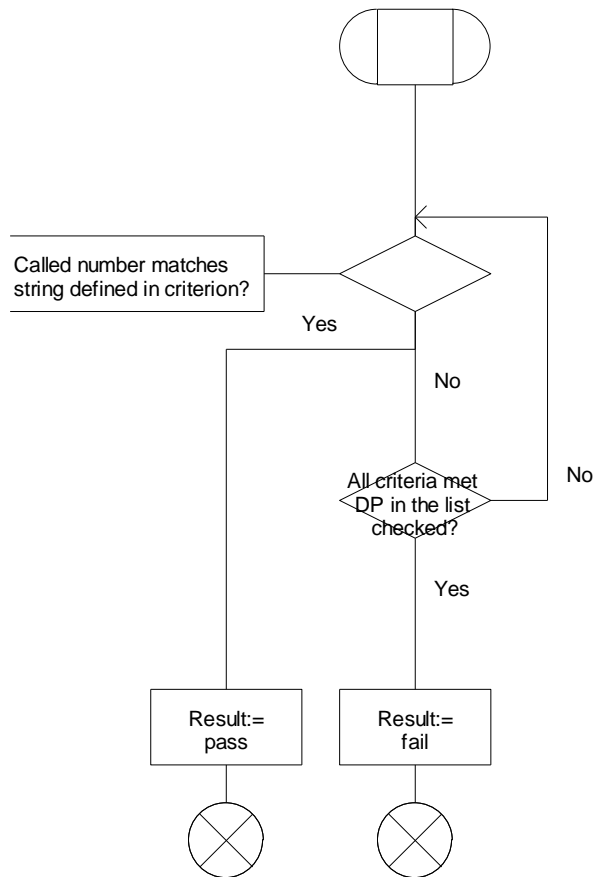 Called number matches
string defined in criterion?
Yes
No
All criteria met
DP in the list
checked?
No
Yes
Result:=
pass
Result:=
fail